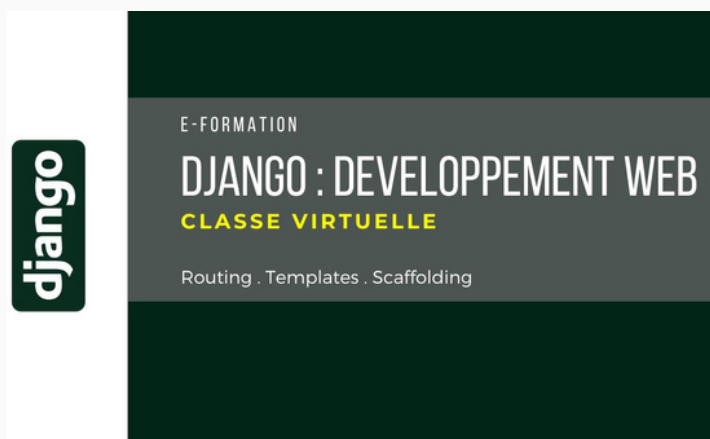 django
E-FORMATION
DJANGO : DEVELOPPEMENT WEB
CLASSE VIRTUELLE
Routing . Templates . Scaffolding